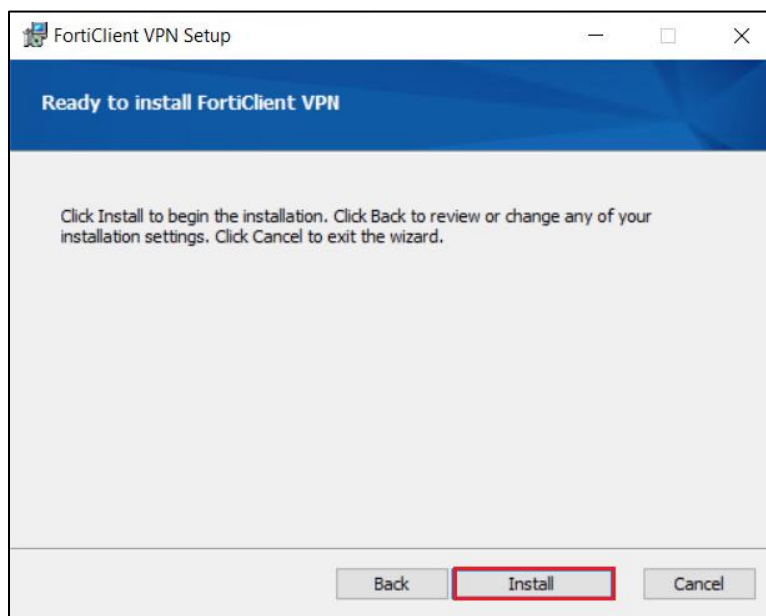 FortiClient VPN Setup
Ready to install FortiClient VPN
Click Install to begin the installation. Click Back to review or change any of your
installation settings. Click Cancel to exit the wizard.
Back Install Cancel